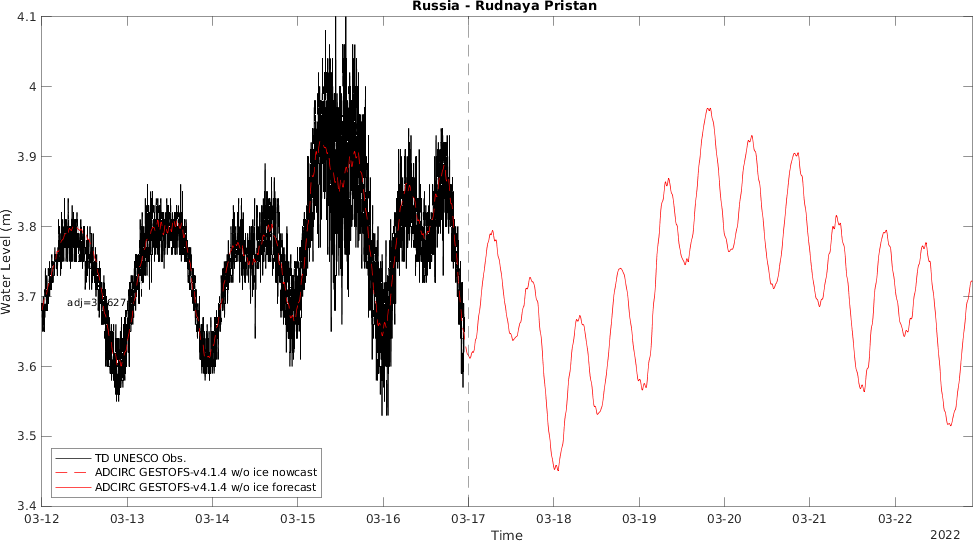 Russia - Rudnaya Pristan
4.1
4
3.9
3.8
3.7
3.6
3.5
3.4
Water Level (m)
TD UNESCO Obs.
ADCIRC GESTOFS-v4.1.4 w/o ice nowcast
ADCIRC GESTOFS-v4.1.4 w/o ice forecast
03-12 03-13 03-14 03-15 03-16 03-17 03-18 03-19 03-20 03-21 03-22
Time
2022